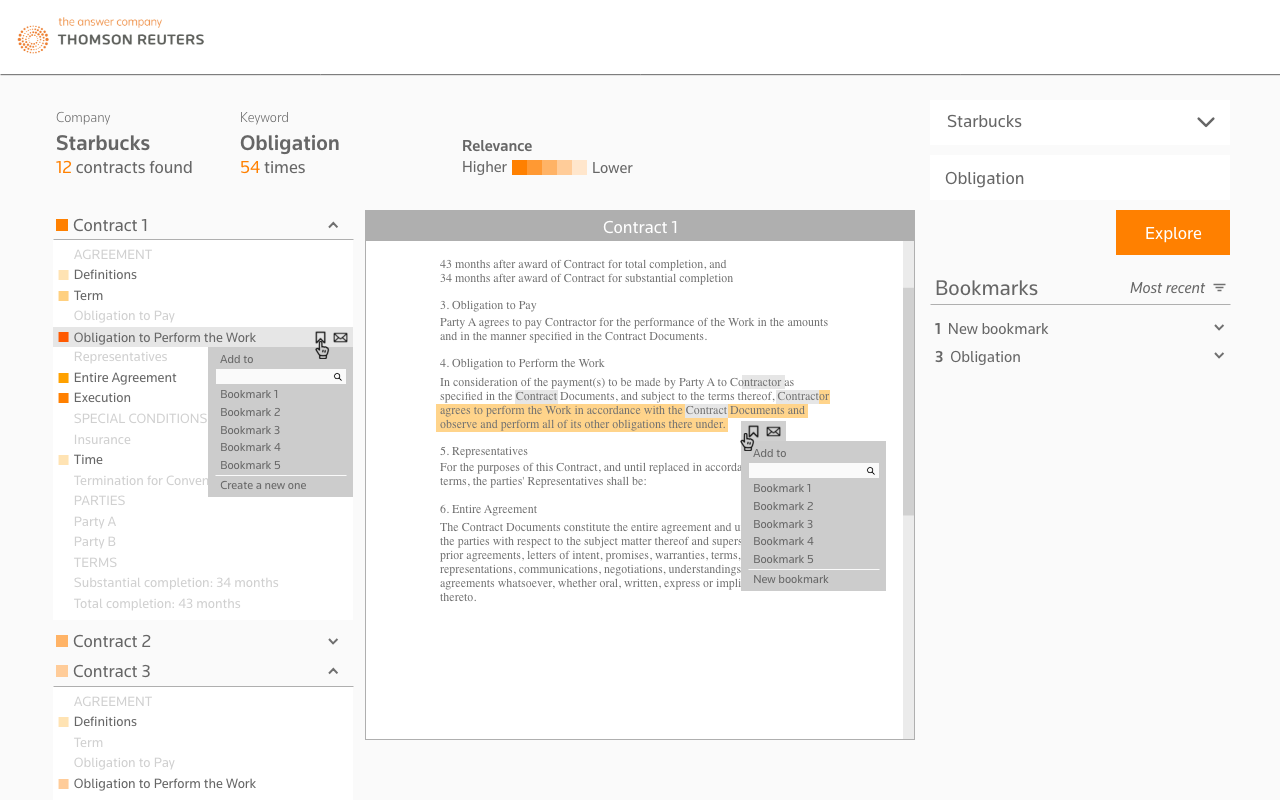 the answer company
THOMSON REUTERS
Company
Starbucks
12 contracts found
Keyword
Obligation
54 times
Relevance
Higher
Lower
Starbucks
Obligation
Explore
Contract 1
AGREEMENT
Definitions
Term
Obligation to Pay
Obligation to Perform the Work
Representatives
Entire Agreement
Execution
SPECIAL CONDITIONS
Insurance
Time
Termination for Conven
PARTIES
Party A
Party B
TERMS
Substantial completion: 34 months
Total completion: 43 months
Add to
Bookmark 1
Bookmark 2
Bookmark 3
Bookmark 4
Bookmark 5
Create a new one
Contract 2
Contract 3
AGREEMENT
Definitions
Term
Obligation to Pay
Obligation to Perform the Work
Contract 1
43 months after award of Contract for total completion, and
34 months after award of Contract for substantial completion
3. Obligation to Pay
Party A agrees to pay Contractor for the performance of the Work in the amounts
and in the manner specified in the Contract Documents.
4. Obligation to Perform the Work
In consideration of the payment(s) to be made by Party A to Contractor as
specified in the Contract Documents, and subject to the terms thereof, Contractor
agrees to perform the Work in accordance with the Contract Documents and
observe and perform all of its other obligations there under.
5. Representatives
For the purposes of this Contract, and until replaced in accorda
terms, the parties' Representatives shall be:
6. Entire Agreement
The Contract Documents constitute the entire agreement and u
the parties with respect to the subject matter thereof and supers
prior agreements, letters of intent, promises, warranties, terms,
representations, communications, negotiations, understandings
agreements whatsoever, whether oral, written, express or impli
thereto.
Add to
Bookmark 1
Bookmark 2
Bookmark 3
Bookmark 4
Bookmark 5
New bookmark
Bookmarks
Most recent
1 New bookmark
3 Obligation